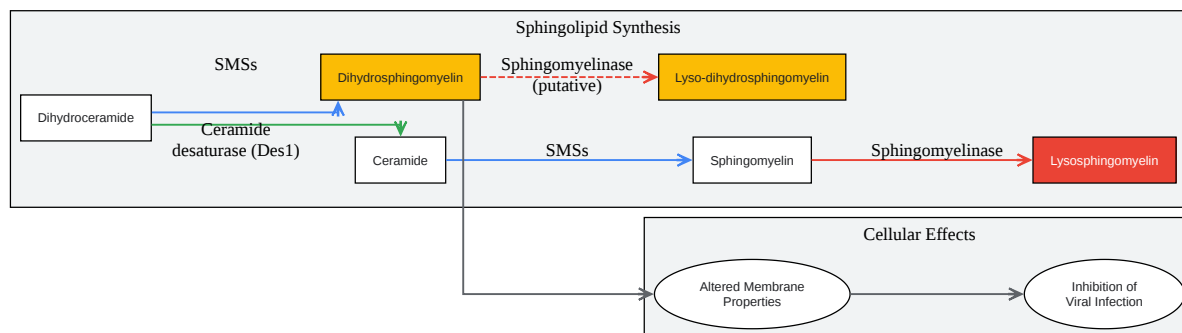 Sphingolipid Synthesis
SMSs
Dihydrosphingomyelin
Sphingomyelinase
(putative)
Lyso-dihydrosphingomyelin
Dihydroceramide
Ceramide
desaturase (Des1)
Ceramide
SMSs
Sphingomyelin
Sphingomyelinase
Lysosphingomyelin
Cellular Effects
Altered Membrane
Properties
Inhibition of
Viral Infection